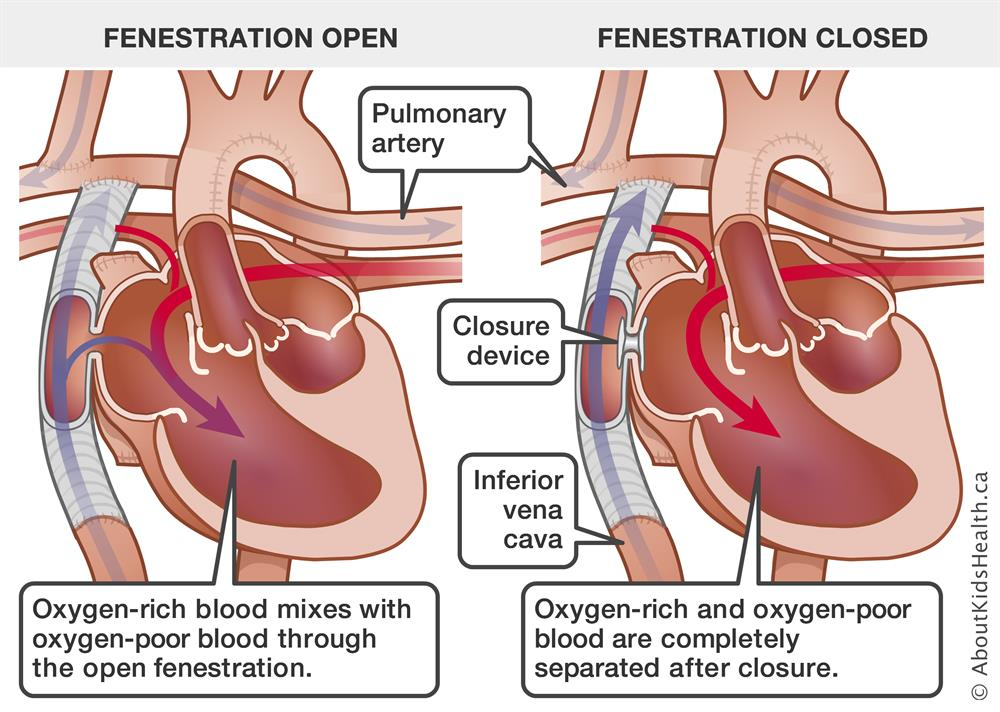 FENESTRATION OPEN
FENESTRATION CLOSED
Pulmonary
artery
Closure
device
Inferior
vena
cava
Oxygen-rich blood mixes with
oxygen-poor blood through
the open fenestration.
Oxygen-rich and oxygen-poor
blood are completely
separated after closure.
© AboutKidsHealth.ca